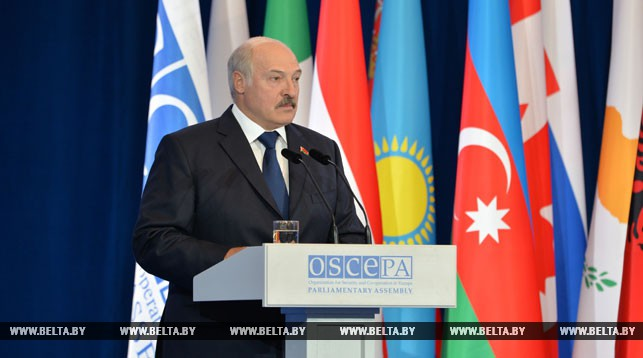 OSCEPA
Organization for Security and Co-operation in Europe
PARLIAMENTARY ASSEMBLY
WWW.BELTA.BY WWW.BELTA.BY WWW.BELTA.BY WWW.BELTA.BY WWW.BELTA.BY WWW.BELTA.BY